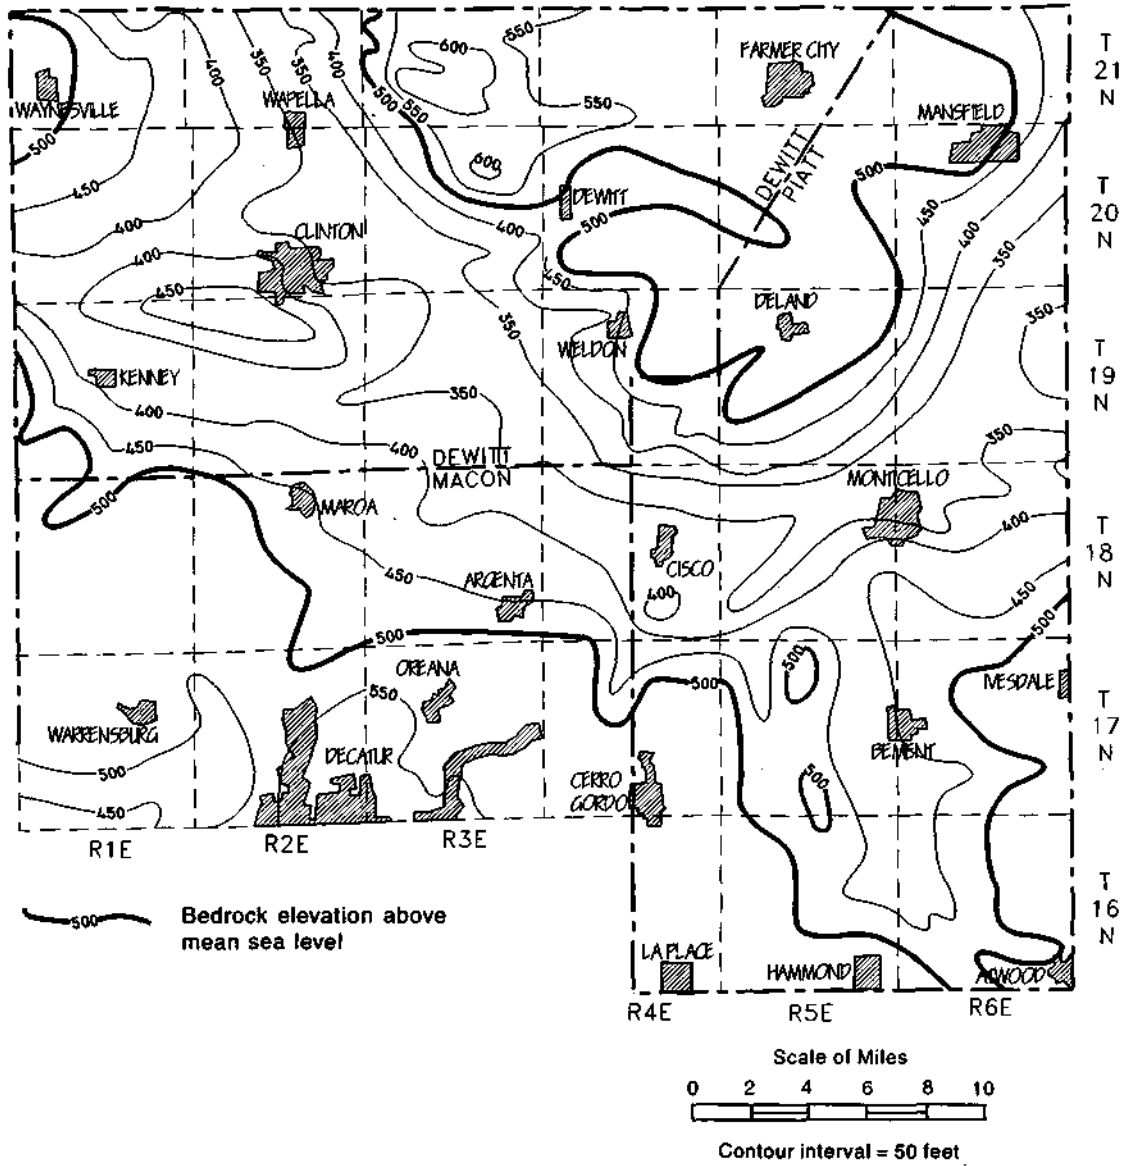 550
600
400
350
350
400
FARMER CITY
T
21
N
WAYNESVILLE
450
WAPELLA
500
550
550
MANSFIELD
500
600
DEWITT
PIATT
500
450
DEWITT
450
T
20
N
400
CLINTON
400
500
400
400
350
450
450
DELAND
350
350
WELDON
T
19
N
KENNEY
400
350
350
450
400
DEWITT
MACON
MONTICELLO
500
MAROA
400
T
18
N
CISCO
450
ARGENTA
400
450
500
500
OREANA
500
IVESDALE
550
500
T
17
N
WARRENSBURG
BEMENT
DECATUR
500
CERRO
GORDO
500
450
R1E
R2E
R3E
T
16
N
500
Bedrock elevation above
mean sea level
LA PLACE
HAMMOND
ATWOOD
R4E
R5E
R6E
Scale of Miles
0 2 4 6 8 10
Contour interval = 50 feet